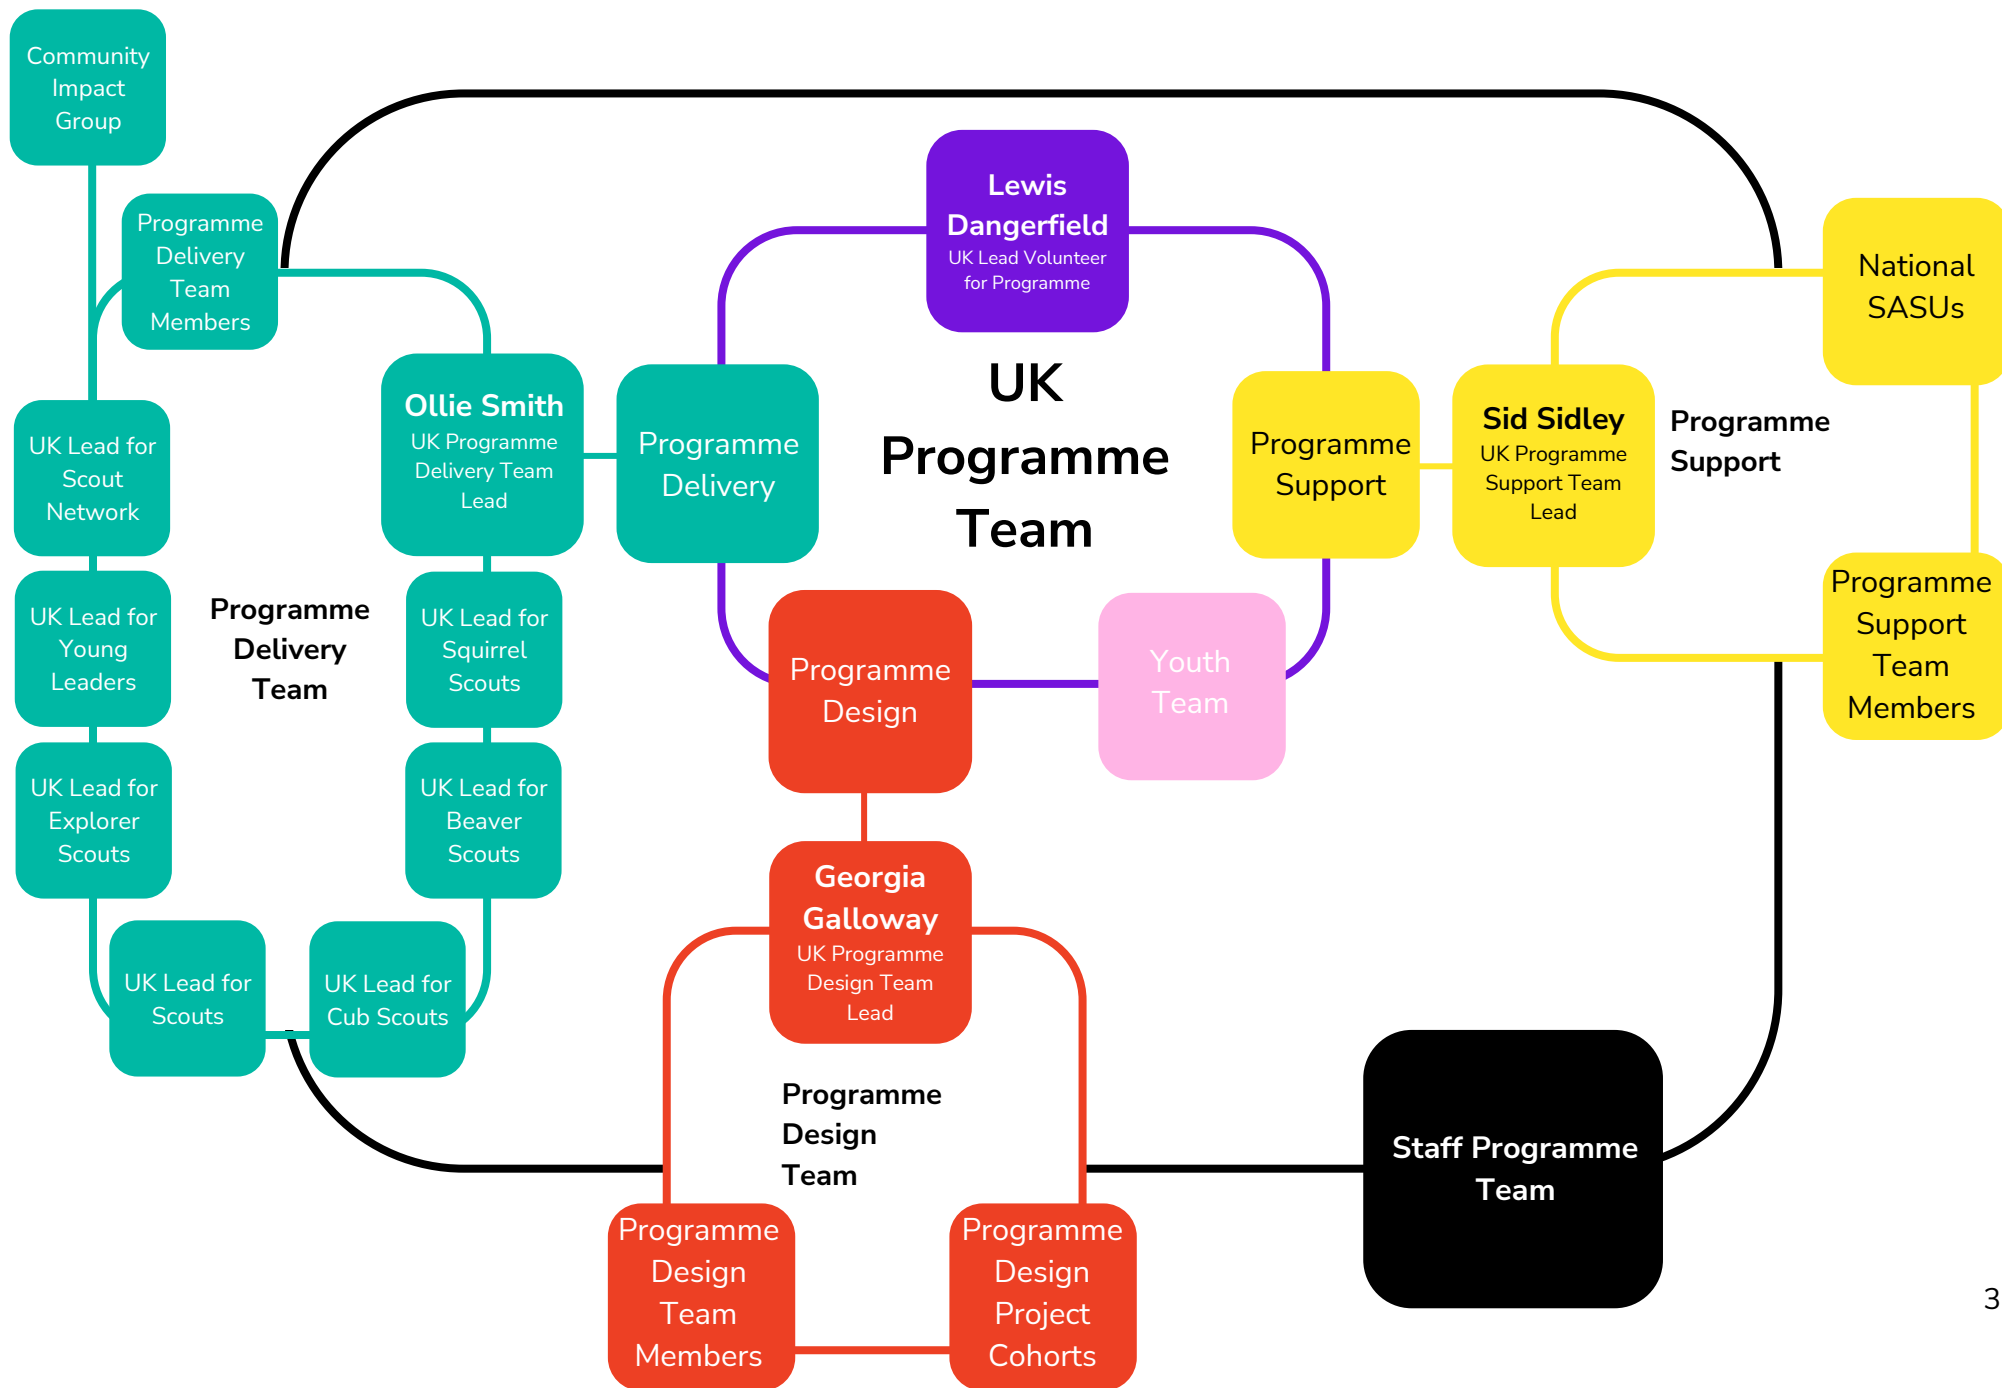 Community
Impact
Group
Programme
Delivery
Team
Members
Lewis
Dangerfield
UK Lead Volunteer
for Programme
National
SASUs
Ollie Smith
UK Programme
Delivery Team
Lead
Programme
Delivery
UK
Programme
Team
Programme
Support
Sid Sidley
UK Programme
Support Team
Lead
Programme
Support
UK Lead for
Scout
Network
UK Lead for
Young
Leaders
Programme
Delivery
Team
UK Lead for
Squirrel
Scouts
Programme
Design
Youth
Team
Programme
Support
Team
Members
UK Lead for
Explorer
Scouts
UK Lead for
Beaver
Scouts
Georgia
Galloway
UK Programme
Design Team
Lead
UK Lead for
Scouts
UK Lead for
Cub Scouts
Programme
Design
Team
Staff Programme
Team
Programme
Design
Team
Members
Programme
Design
Project
Cohorts
3